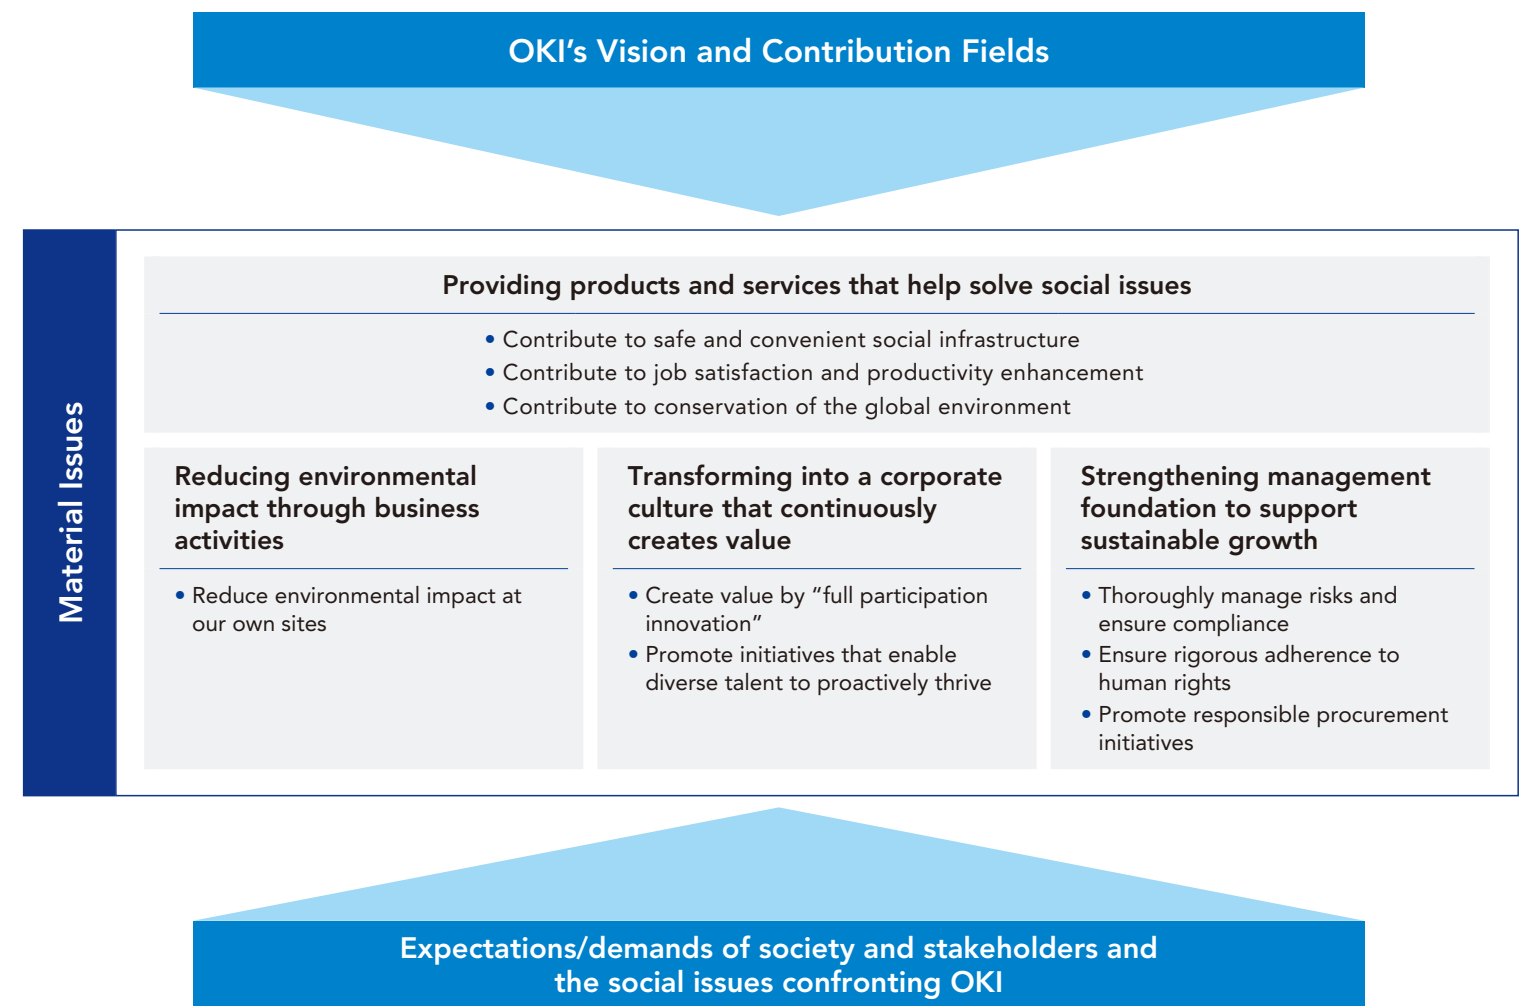 OKI’s Vision and Contribution Fields
Material Issues
Providing products and services that help solve social issues
• Contribute to safe and convenient social infrastructure
• Contribute to job satisfaction and productivity enhancement
• Contribute to conservation of the global environment
Reducing environmental
impact through business
activities
• Reduce environmental impact at
our own sites
Transforming into a corporate
culture that continuously
creates value
• Create value by “full participation
innovation”
• Promote initiatives that enable
diverse talent to proactively thrive
Strengthening management
foundation to support
sustainable growth
• Thoroughly manage risks and
ensure compliance
• Ensure rigorous adherence to
human rights
• Promote responsible procurement
initiatives
Expectations/demands of society and stakeholders and
the social issues confronting OKI